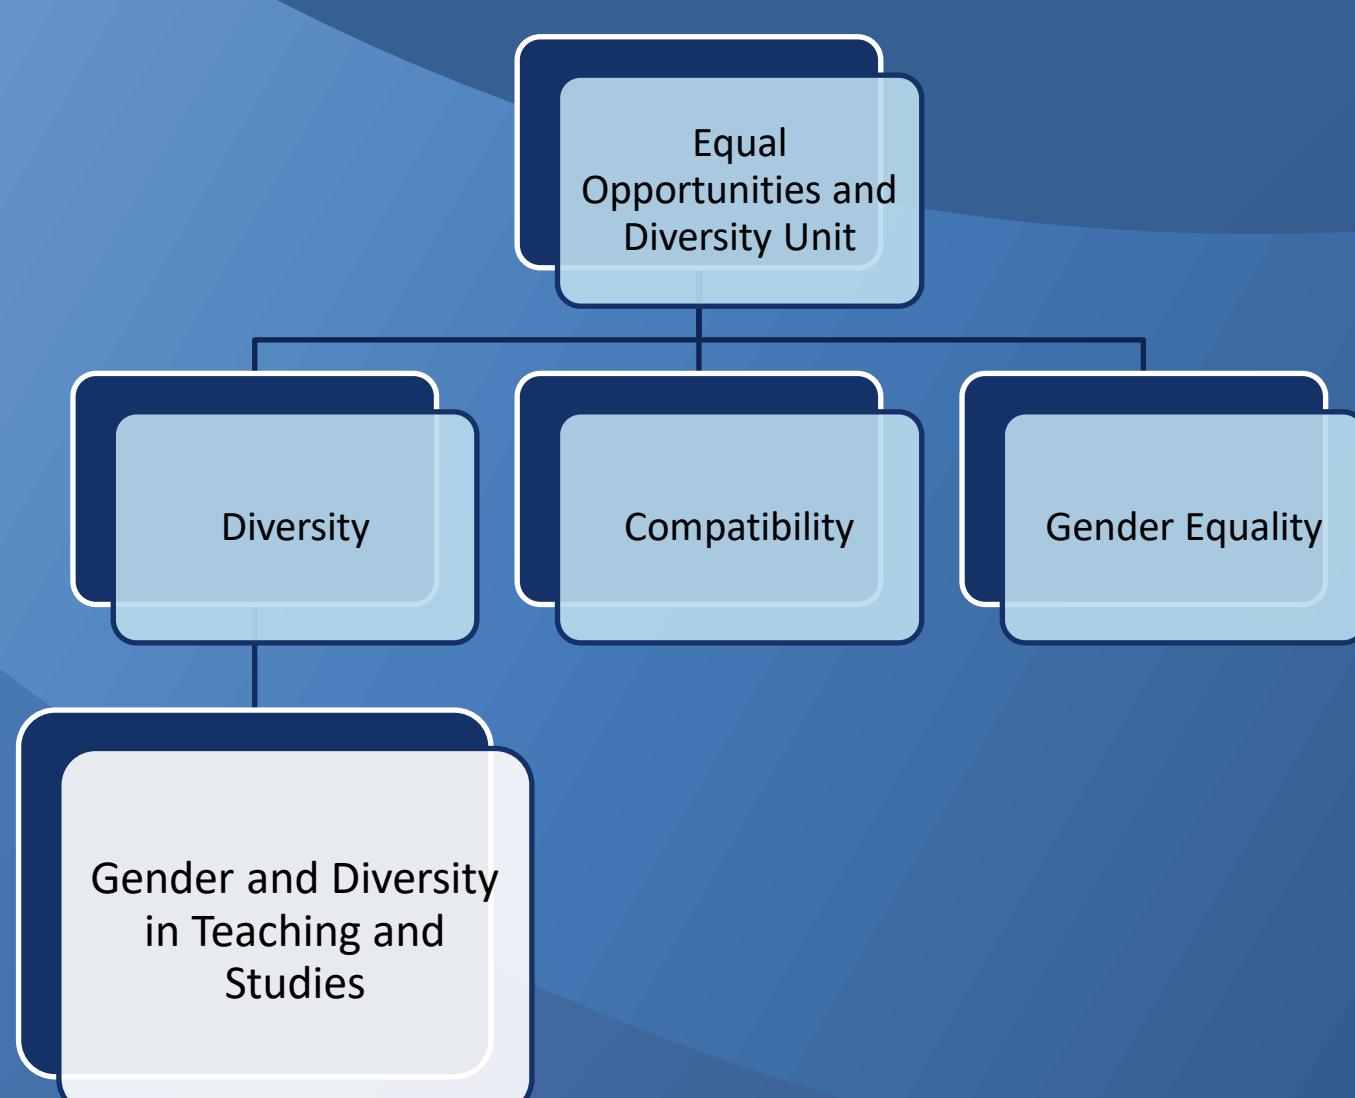 Equal
Opportunities and
Diversity Unit
Diversity
Compatibility
Gender Equality
Gender and Diversity
in Teaching and
Studies